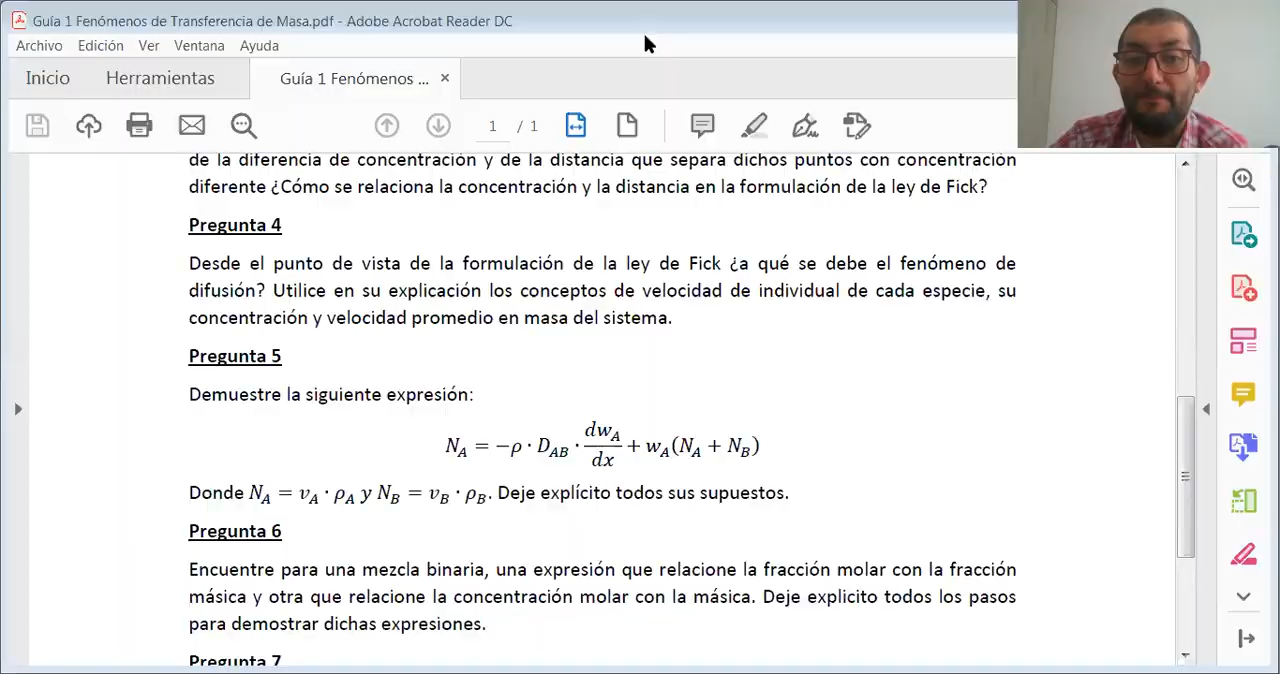 Guía 1 Fenómenos de Transferencia de Masa.pdf - Adobe Acrobat Reader DC
Archivo Edición Ver Ventana Ayuda
Inicio Herramientas Guía 1 Fenómenos ... ×
1 / 1
de la diferencia de concentración y de la distancia que separa dichos puntos con concentración
diferente ¿Cómo se relaciona la concentración y la distancia en la formulación de la ley de Fick?
Pregunta 4
Desde el punto de vista de la formulación de la ley de Fick ¿a qué se debe el fenómeno de
difusión? Utilice en su explicación los conceptos de velocidad de individual de cada especie, su
concentración y velocidad promedio en masa del sistema.
Pregunta 5
Demuestre la siguiente expresión:
N_A = −ρ · D_AB · dw_A/dx + w_A(N_A + N_B)
Donde N_A = v_A · ρ_A y N_B = v_B · ρ_B. Deje explícito todos sus supuestos.
Pregunta 6
Encuentre para una mezcla binaria, una expresión que relacione la fracción molar con la fracción
másica y otra que relacione la concentración molar con la másica. Deje explicito todos los pasos
para demostrar dichas expresiones.
Pregunta 7